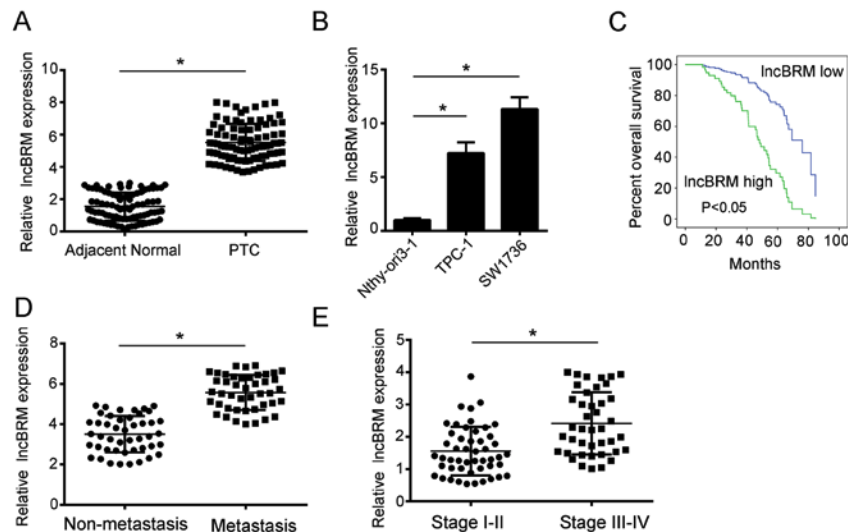 A
Relative lncBRM expression
10
8
6
4
2
0
*
Adjacent Normal
PTC
B
Relative lncBRM expression
15
10
5
0
*
*
Nthy-ori3-1
TPC-1
SW1736
C
Percent overall survival
100
80
60
40
20
0
lncBRM low
lncBRM high
P<0.05
0 20 40 60 80 100
Months
D
Relative lncBRM expression
8
6
4
2
0
*
Non-metastasis
Metastasis
E
Relative lncBRM expression
5
4
3
2
1
0
*
Stage I-II
Stage III-IV